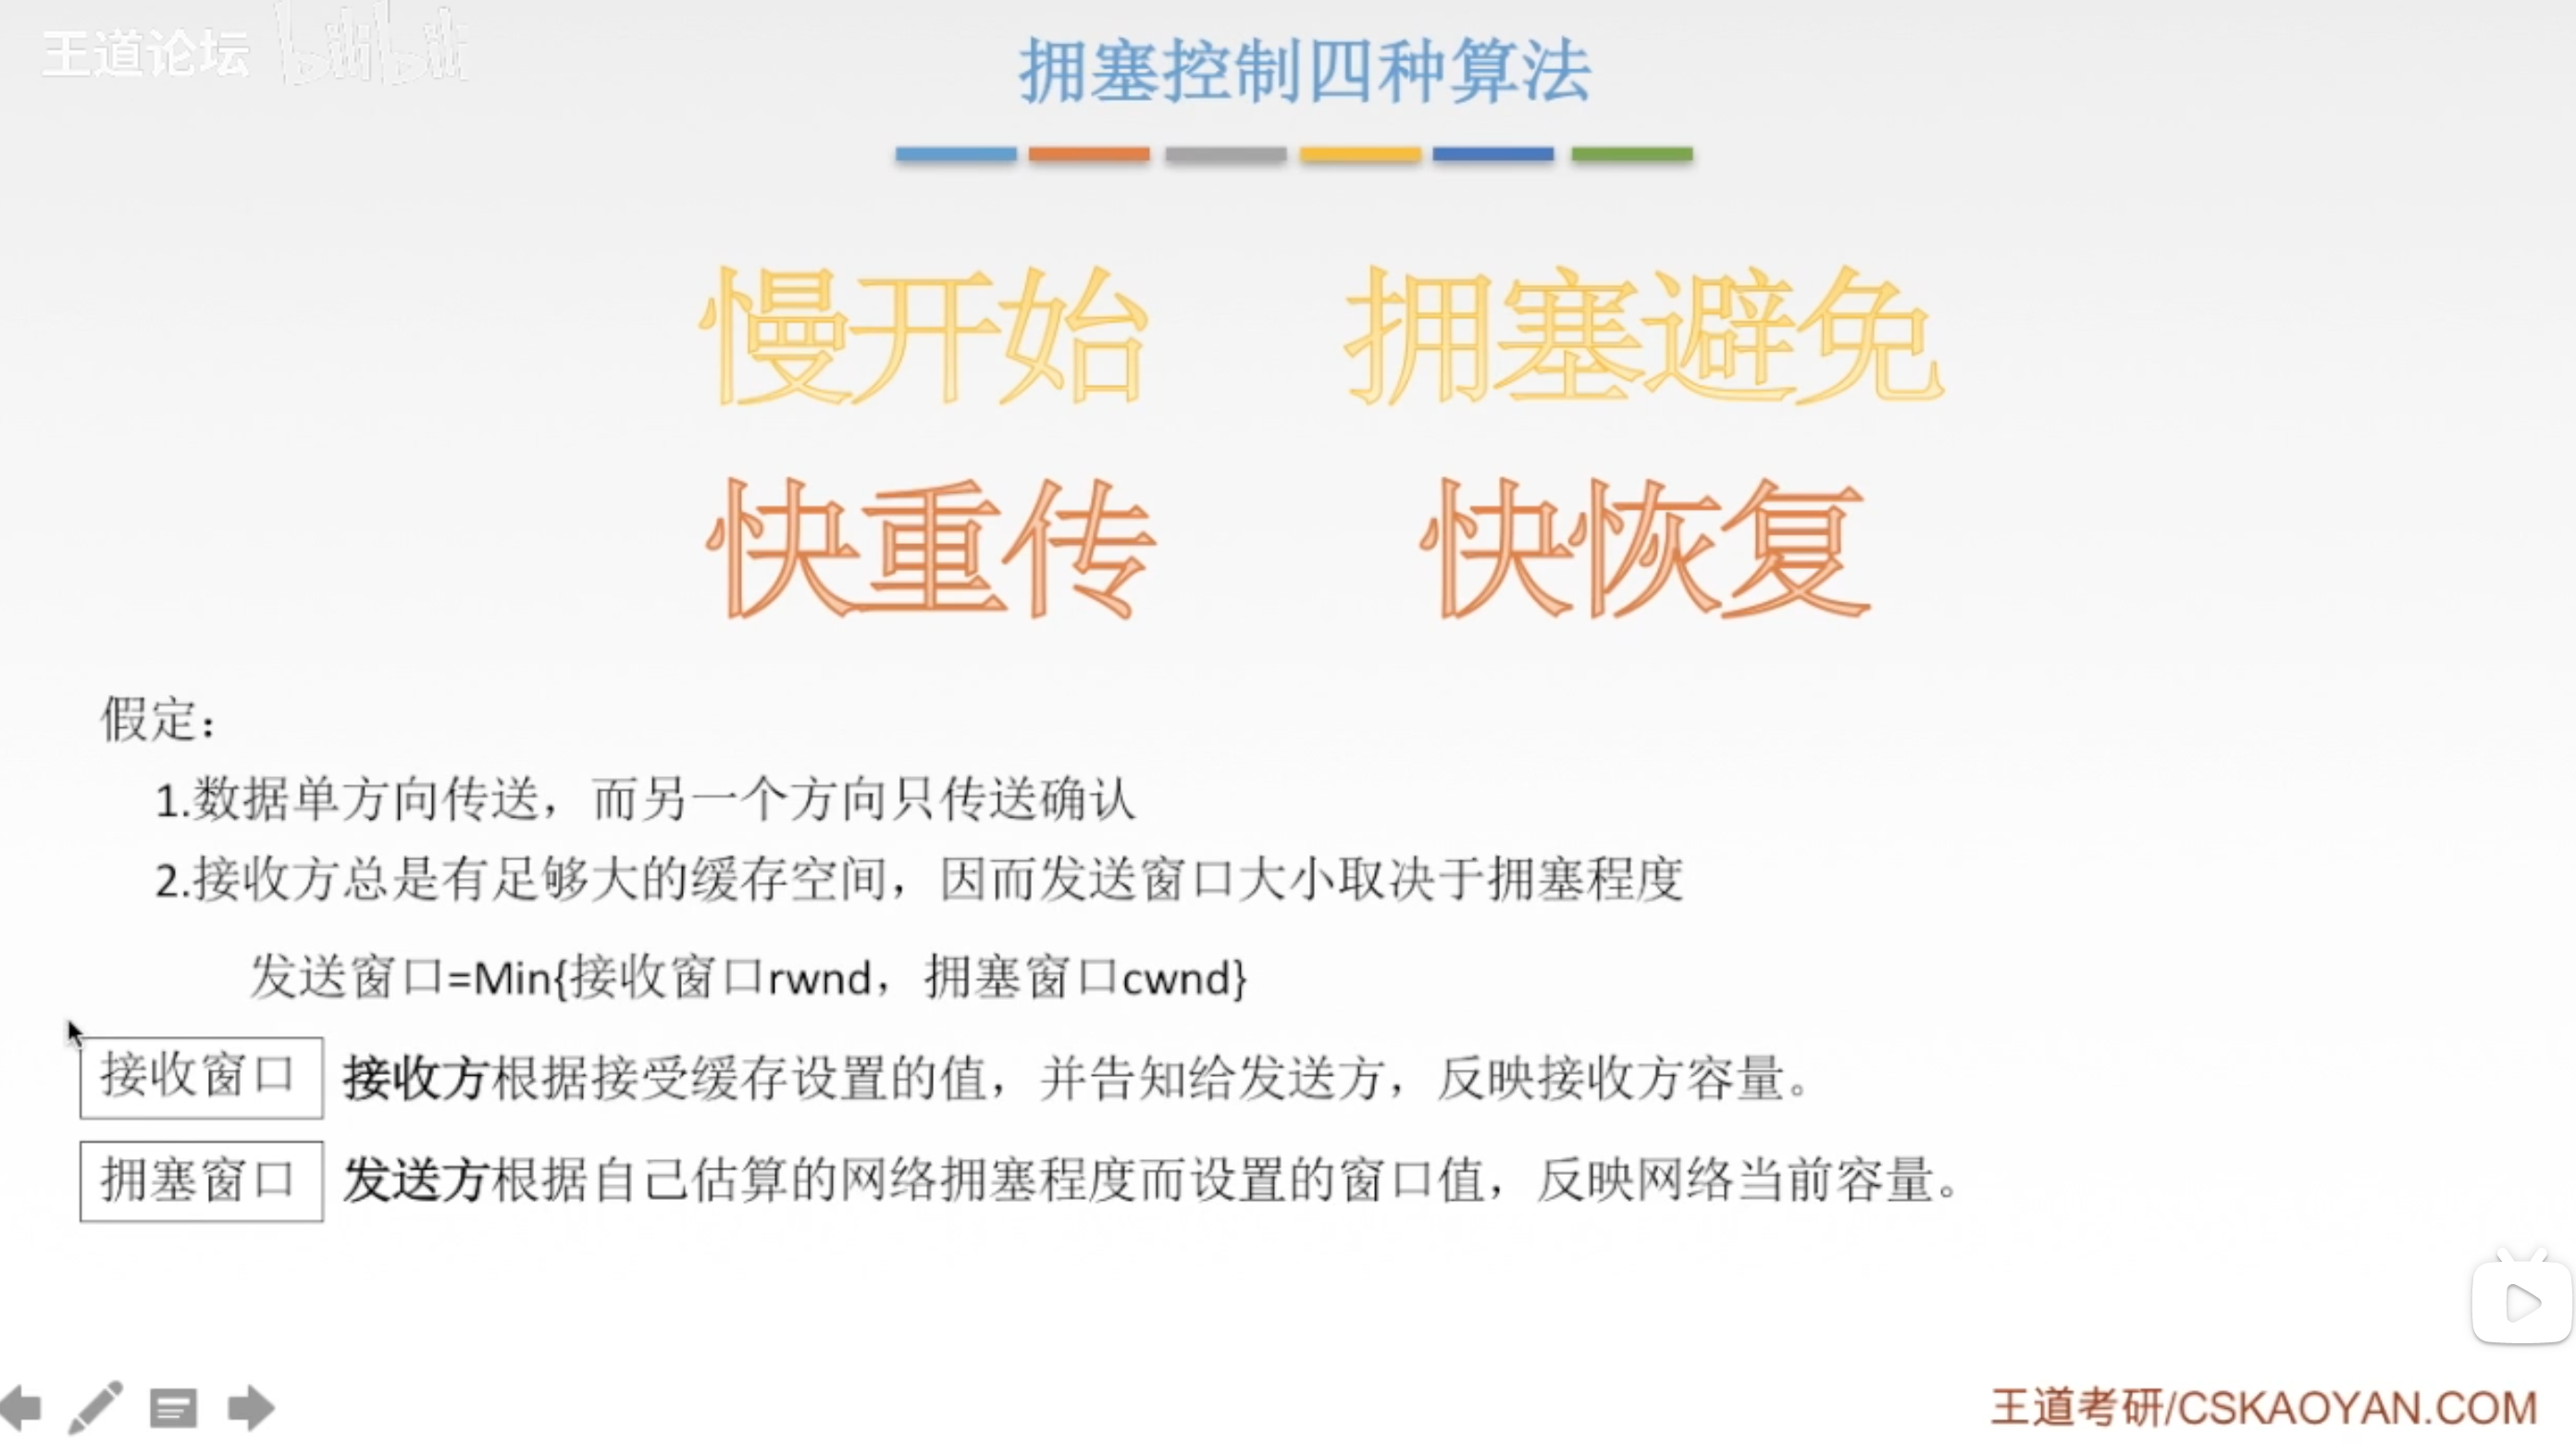 王道论坛 bilibili
拥塞控制四种算法
慢开始 拥塞避免
快重传 快恢复
假定：
1.数据单方向传送，而另一个方向只传送确认
2.接收方总是有足够大的缓存空间，因而发送窗口大小取决于拥塞程度
发送窗口=Min{接收窗口rwnd，拥塞窗口cwnd}
接收窗口 接收方根据接受缓存设置的值，并告知给发送方，反映接收方容量。
拥塞窗口 发送方根据自己估算的网络拥塞程度而设置的窗口值，反映网络当前容量。
王道考研/CSKAOYAN.COM